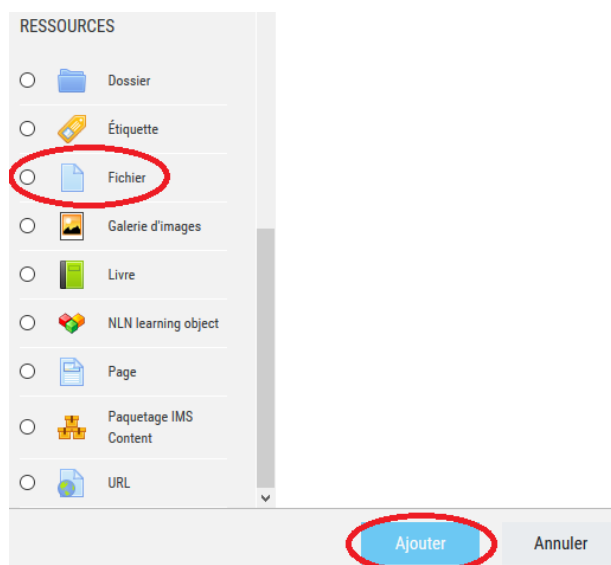 RESSOURCES
Dossier
Étiquette
Fichier
Galerie d'images
Livre
NLN learning object
Page
Paquetage IMS
Content
URL
Ajouter
Annuler